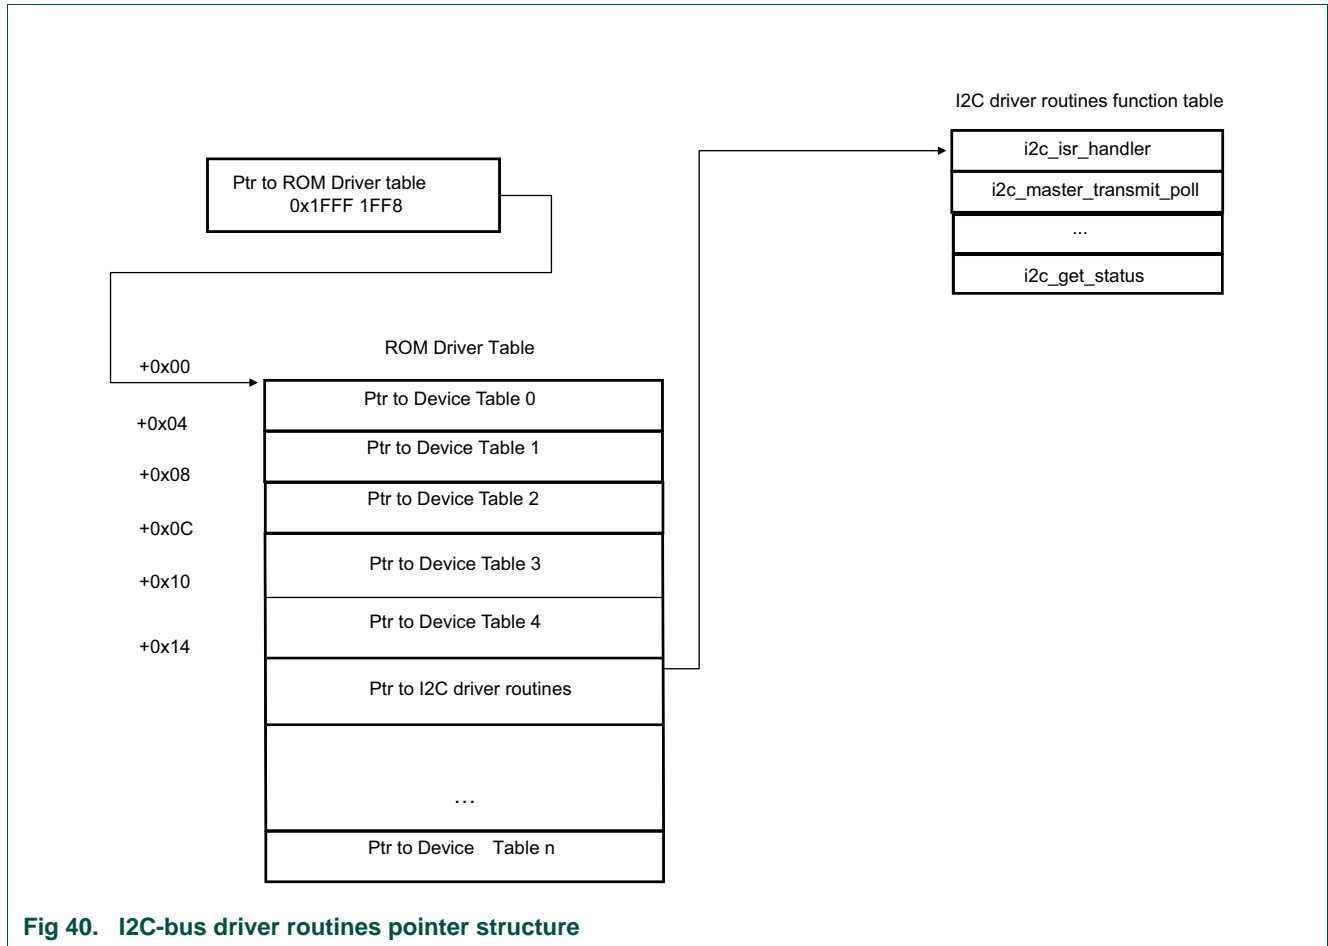 I2C driver routines function table
i2c_isr_handler
i2c_master_transmit_poll
...
i2c_get_status
Ptr to ROM Driver table
0x1FFF 1FF8
ROM Driver Table
+0x00
Ptr to Device Table 0
+0x04
Ptr to Device Table 1
+0x08
Ptr to Device Table 2
+0x0C
Ptr to Device Table 3
+0x10
Ptr to Device Table 4
+0x14
Ptr to I2C driver routines
...
Ptr to Device Table n
Fig 40. I2C-bus driver routines pointer structure